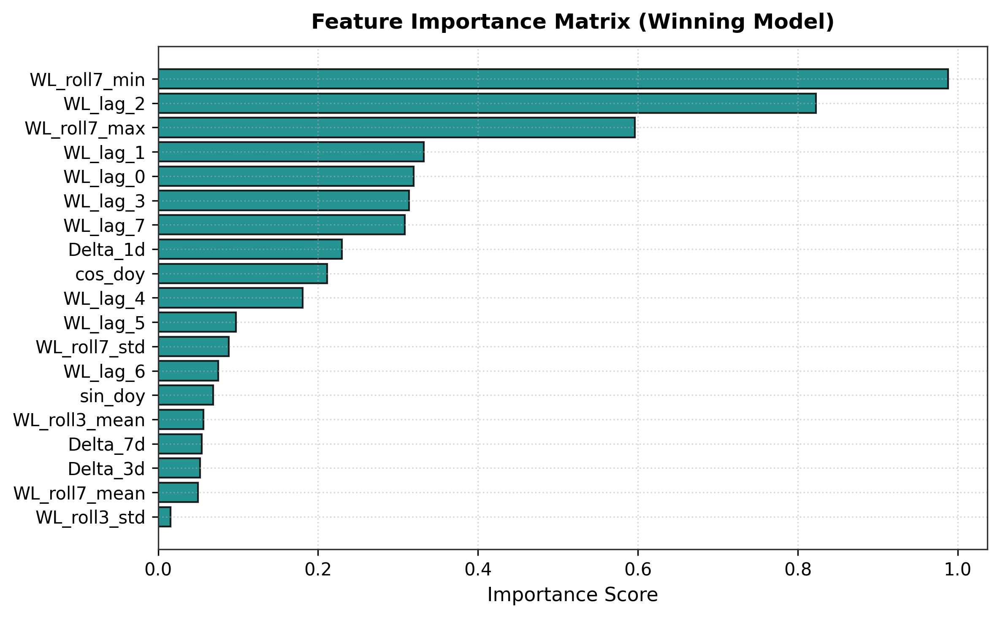 Feature Importance Matrix (Winning Model)
WL_roll7_min
WL_lag_2
WL_roll7_max
WL_lag_1
WL_lag_0
WL_lag_3
WL_lag_7
Delta_1d
cos_doy
WL_lag_4
WL_lag_5
WL_roll7_std
WL_lag_6
sin_doy
WL_roll3_mean
Delta_7d
Delta_3d
WL_roll7_mean
WL_roll3_std
0.0 0.2 0.4 0.6 0.8 1.0
Importance Score